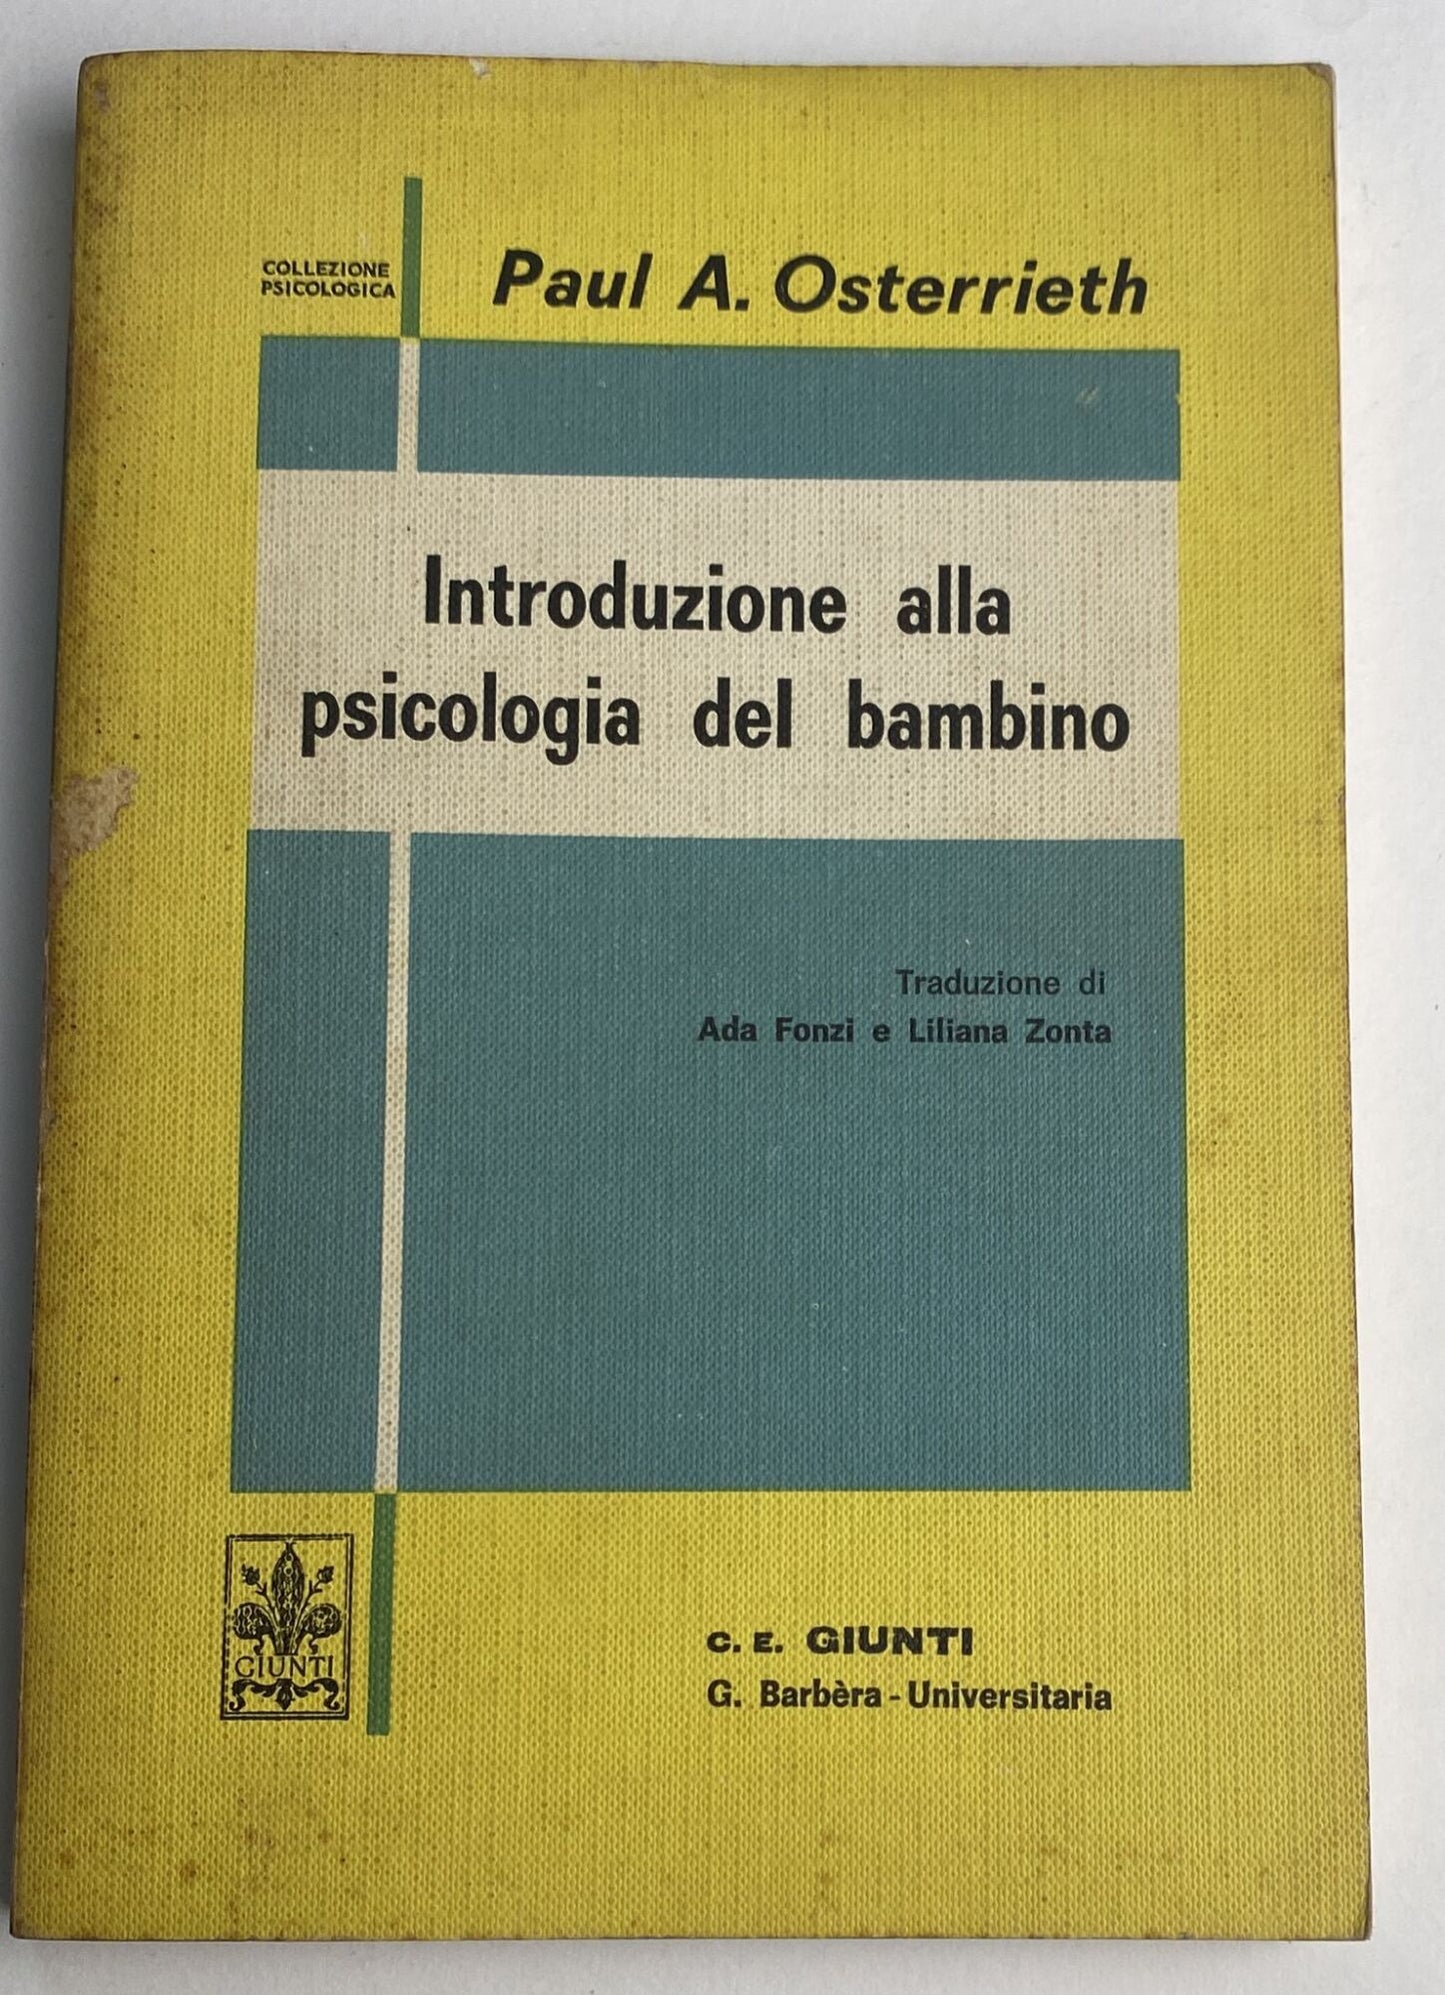 COLLEZIONE
PSICOLOGICA
Paul A. Osterrieth
Introduzione alla
psicologia del bambino
Traduzione di
Ada Fonzi e Liliana Zonta
GIUNTI
C. E. GIUNTI
G. Barbèra - Universitaria